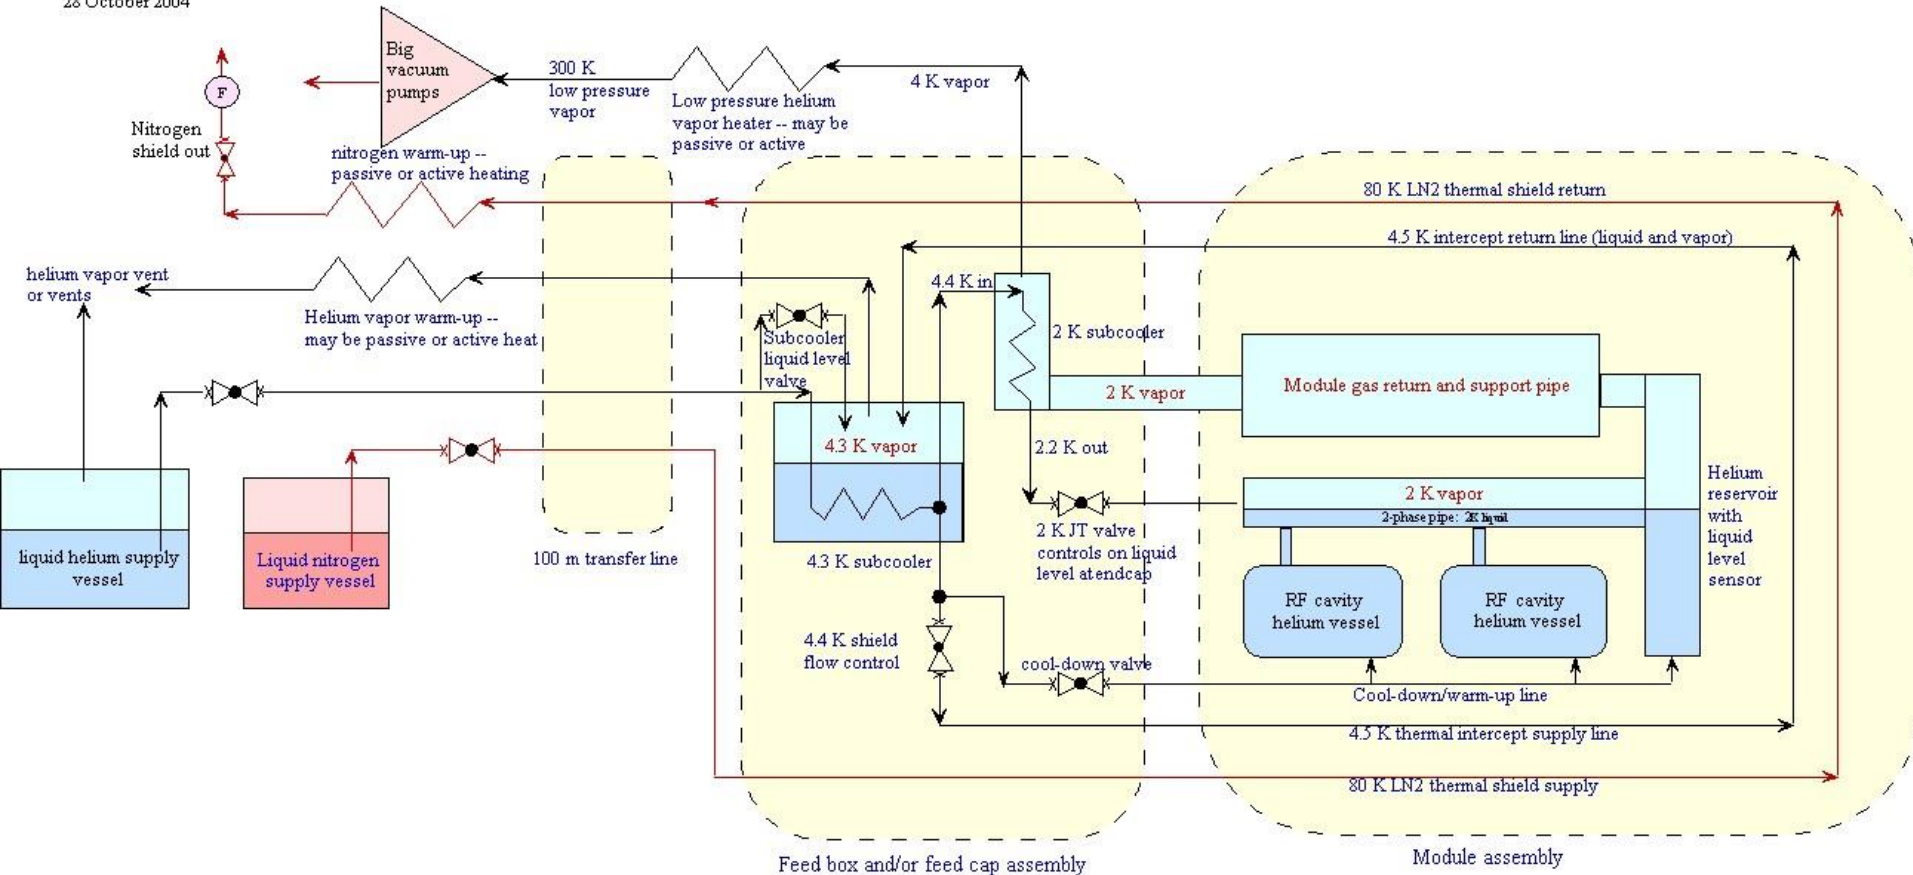 28 October 2004
Big
vacuum
pumps
300 K
low pressure
vapor
4 K vapor
Low pressure helium
vapor heater -- may be
passive or active
F
Nitrogen
shield out
nitrogen warm-up --
passive or active heating
80 K LN2 thermal shield return
4.5 K intercept return line (liquid and vapor)
helium vapor vent
or vents
4.4 K in
Helium vapor warm-up --
may be passive or active heat
Subcooler
liquid level
valve
2 K subcooler
2 K vapor
Module gas return and support pipe
4.3 K vapor
2.2 K out
2 K vapor
2-phase pipe: 2K liquid
Helium
reservoir
with
liquid
level
sensor
liquid helium supply
vessel
Liquid nitrogen
supply vessel
100 m transfer line
4.3 K subcooler
2 K JT valve
controls on liquid
level atendcap
RF cavity
helium vessel
RF cavity
helium vessel
4.4 K shield
flow control
cool-down valve
Cool-down/warm-up line
4.5 K thermal intercept supply line
80 K LN2 thermal shield supply
Feed box and/or feed cap assembly
Module assembly